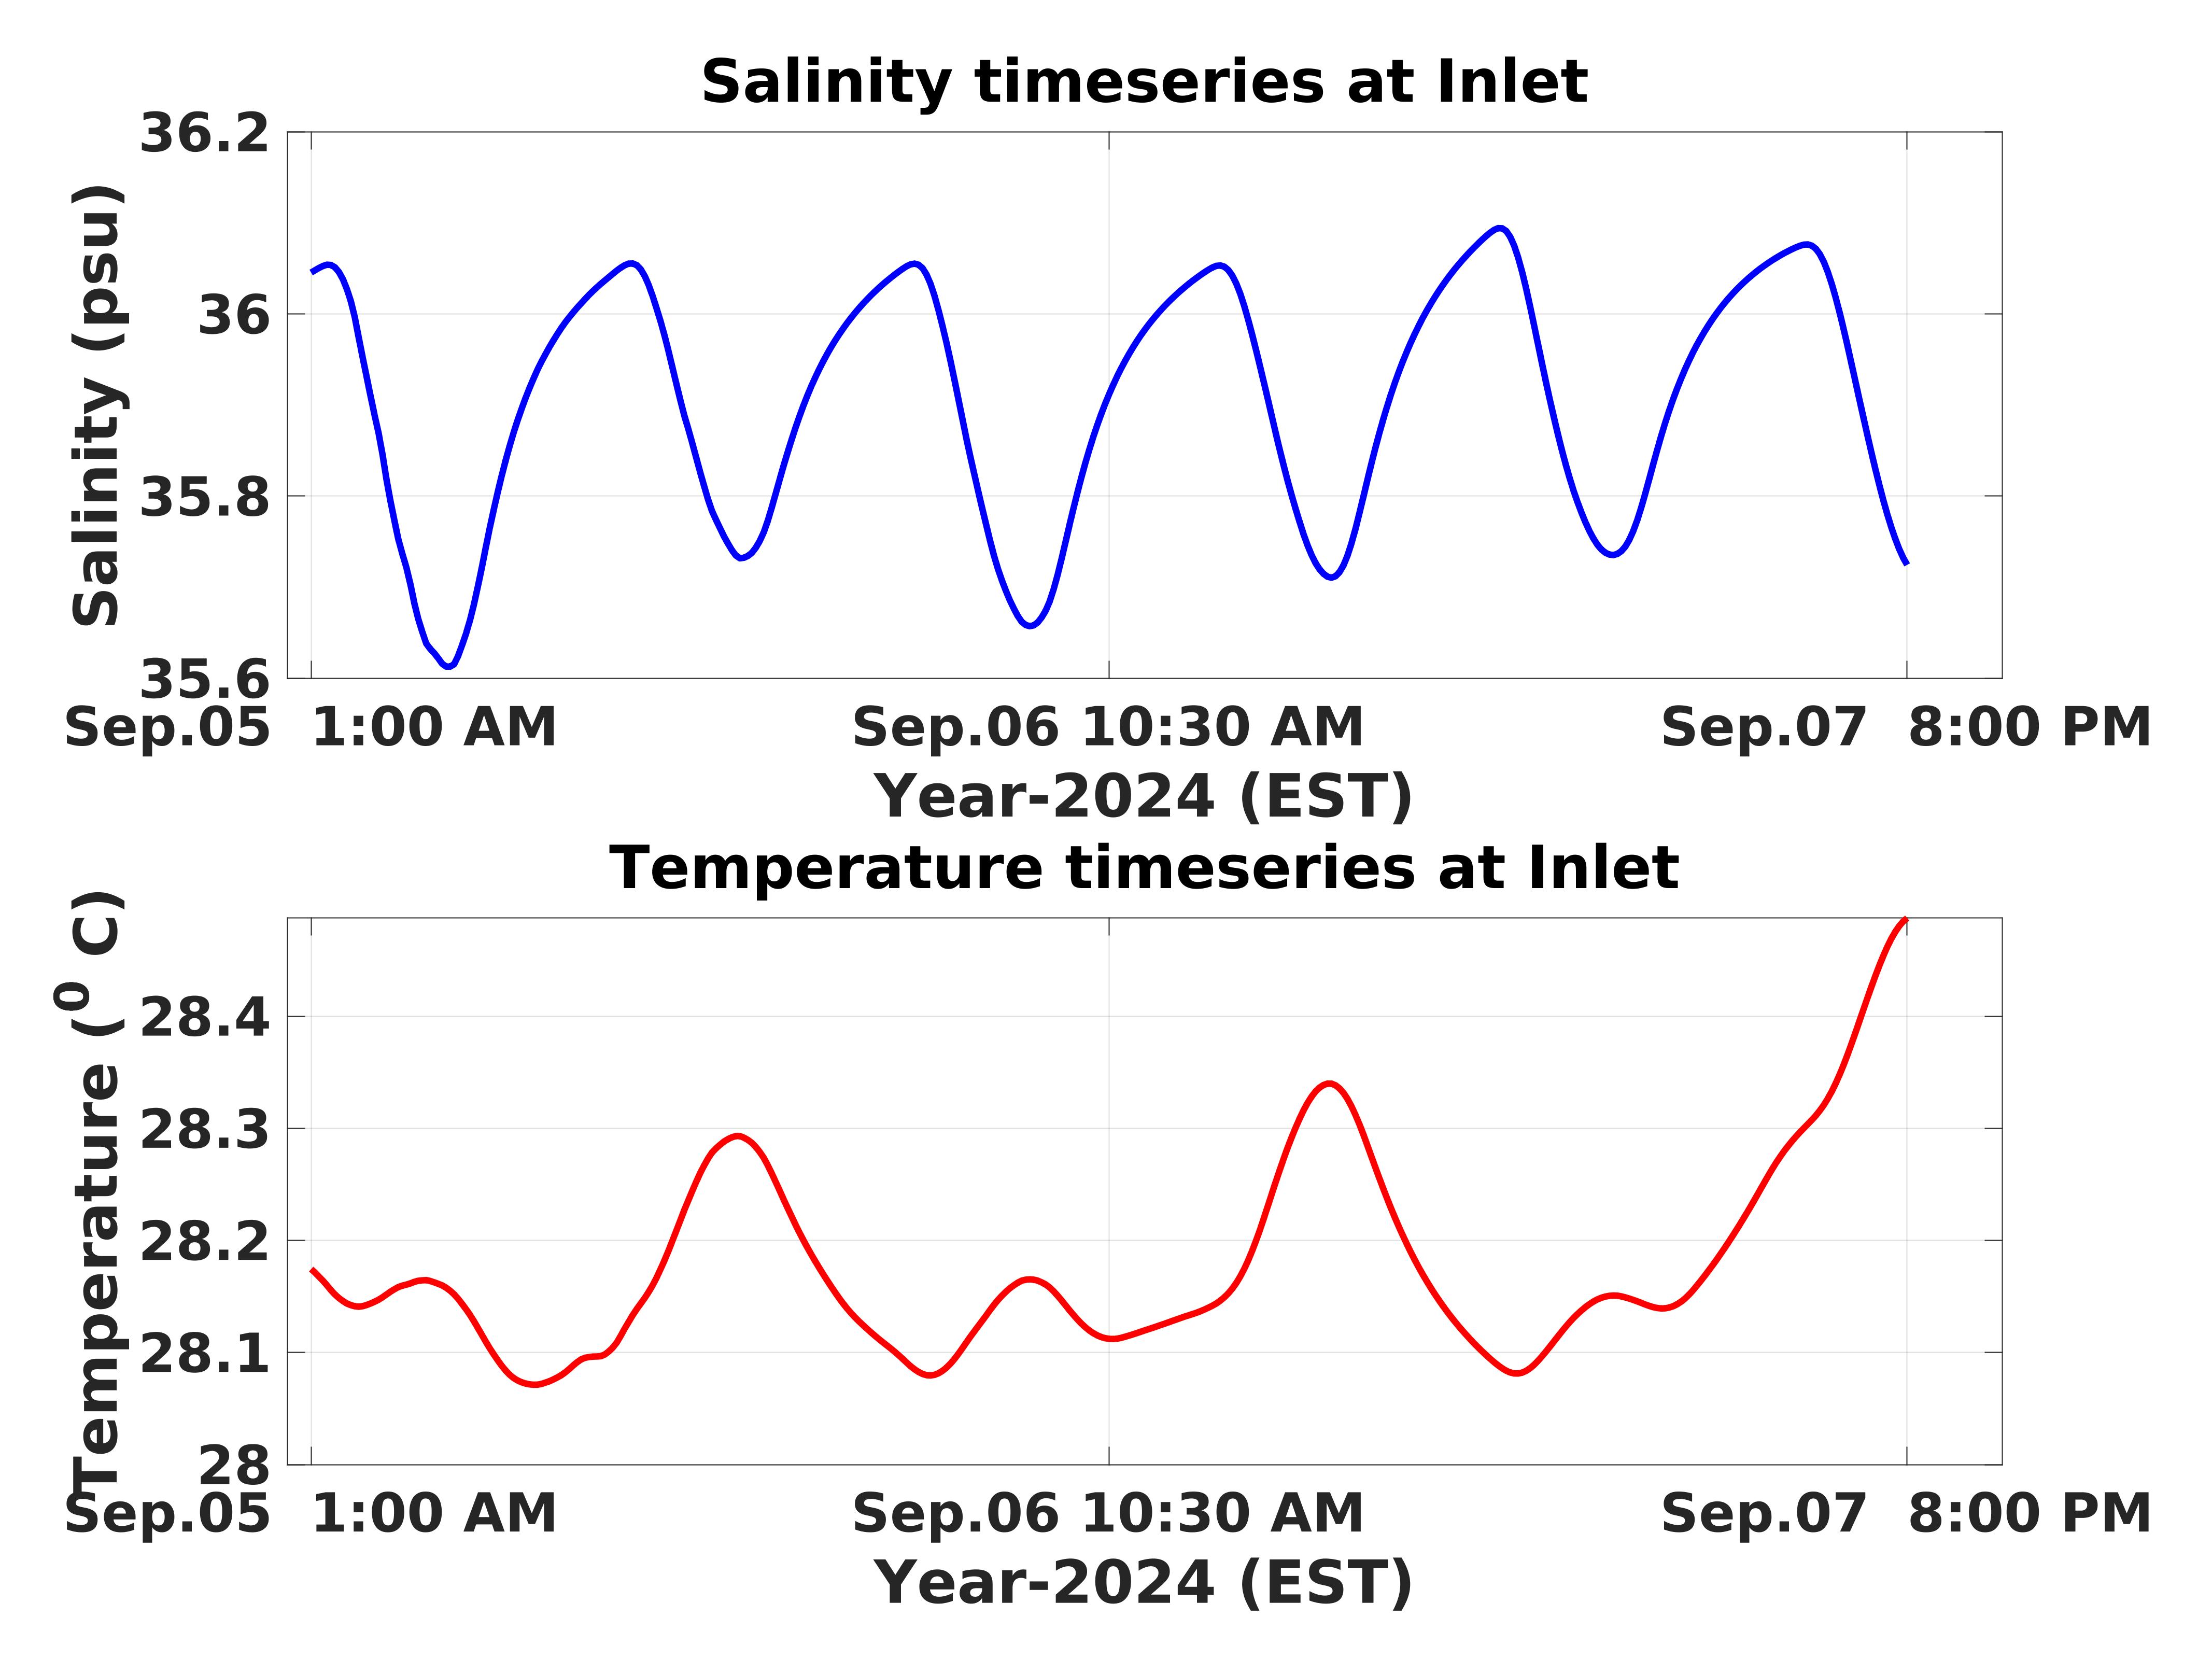 Salinity timeseries at Inlet
Salinity (psu)
36.2
36
35.8
35.6
Sep.05  1:00 AM
Sep.06 10:30 AM
Sep.07  8:00 PM
Year-2024 (EST)
Temperature timeseries at Inlet
Temperature (⁰ C)
28.4
28.3
28.2
28.1
28
Sep.05  1:00 AM
Sep.06 10:30 AM
Sep.07  8:00 PM
Year-2024 (EST)